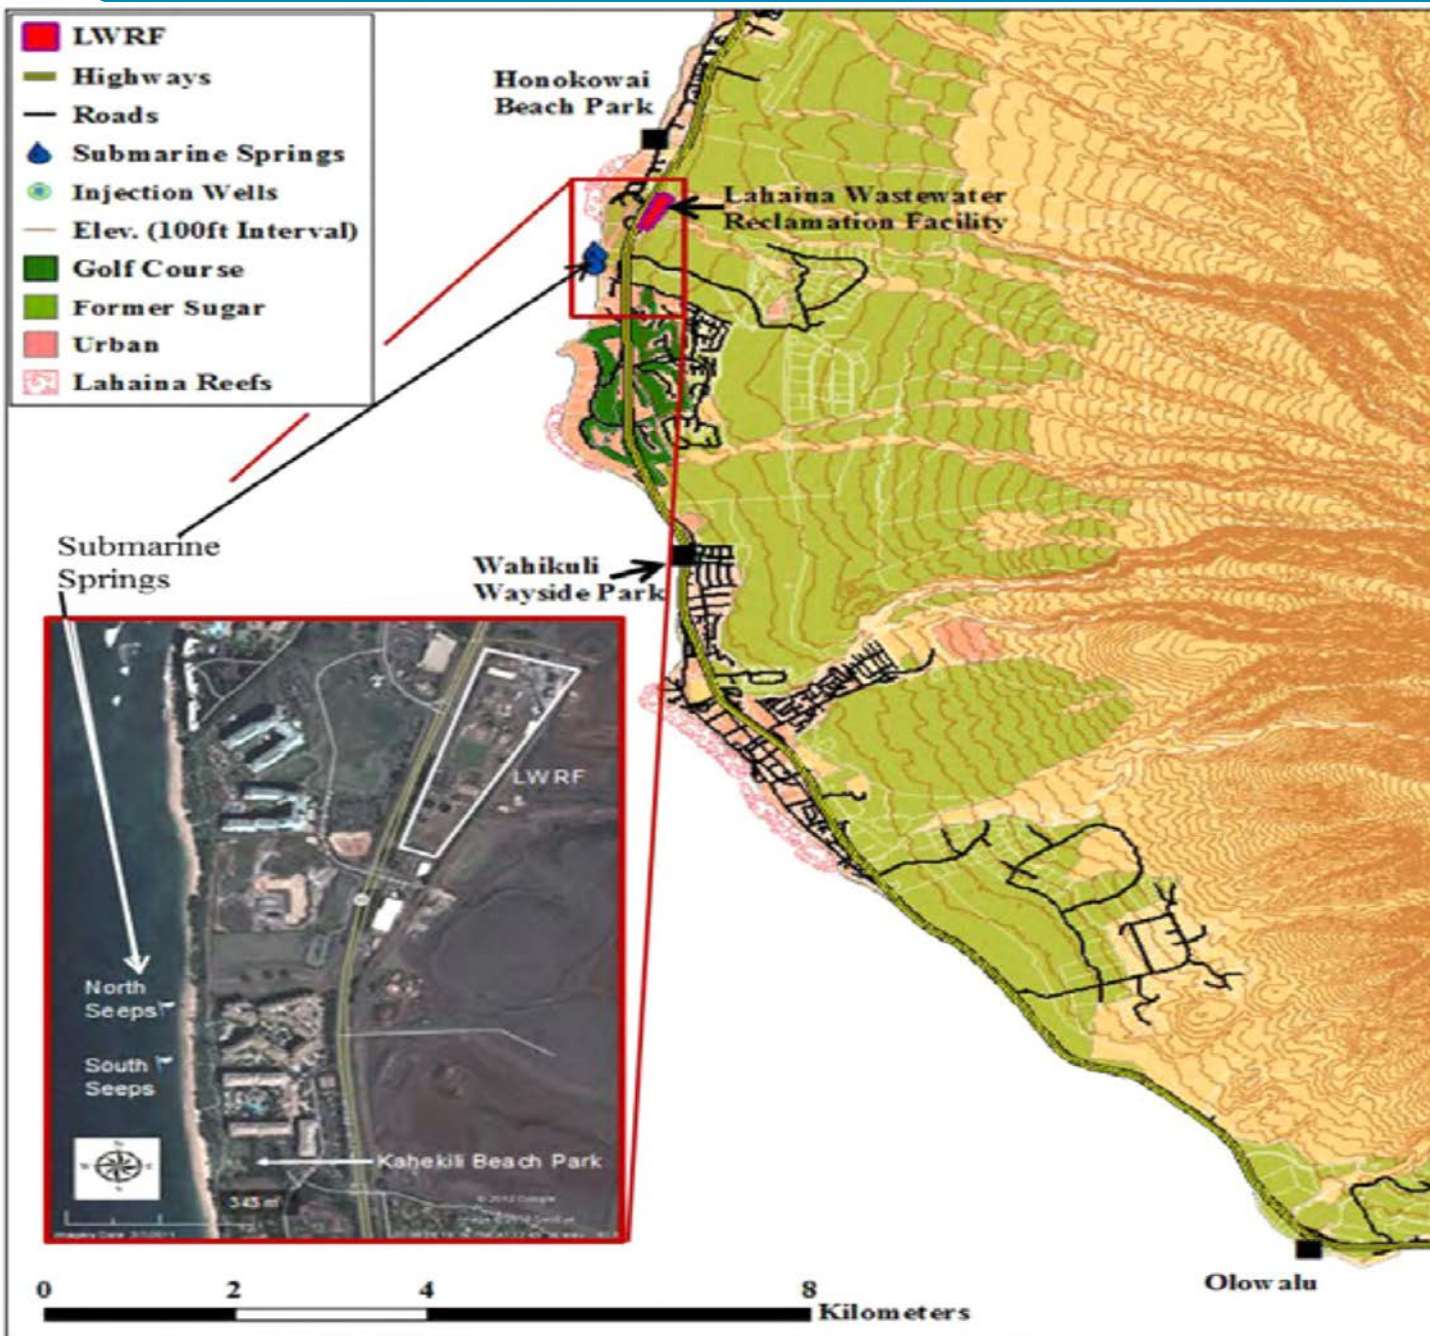 LWRF
Highways
Roads
Submarine Springs
Injection Wells
Elev. (100ft Interval)
Golf Course
Former Sugar
Urban
Lahaina Reefs
Honokowai
Beach Park
Lahaina Wastewater
Reclamation Facility
Submarine
Springs
Wahikuli
Wayside Park
LWRF
North
Seeps
South
Seeps
N
W
E
S
Kahekili Beach Park
343 m
© 2012 Google
Olowalu
0
2
4
8
Kilometers